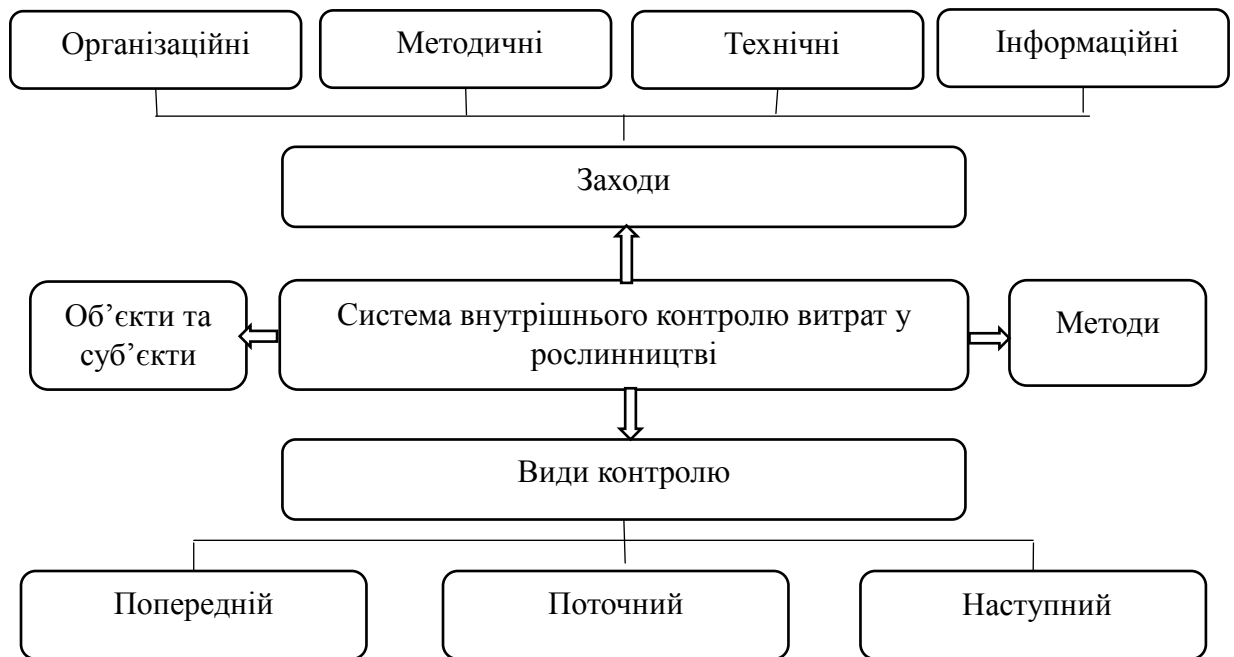 Організаційні
Методичні
Технічні
Інформаційні
Заходи
Об’єкти та
суб’єкти
Система внутрішнього контролю витрат у
рослинництві
Методи
Види контролю
Попередній
Поточний
Наступний